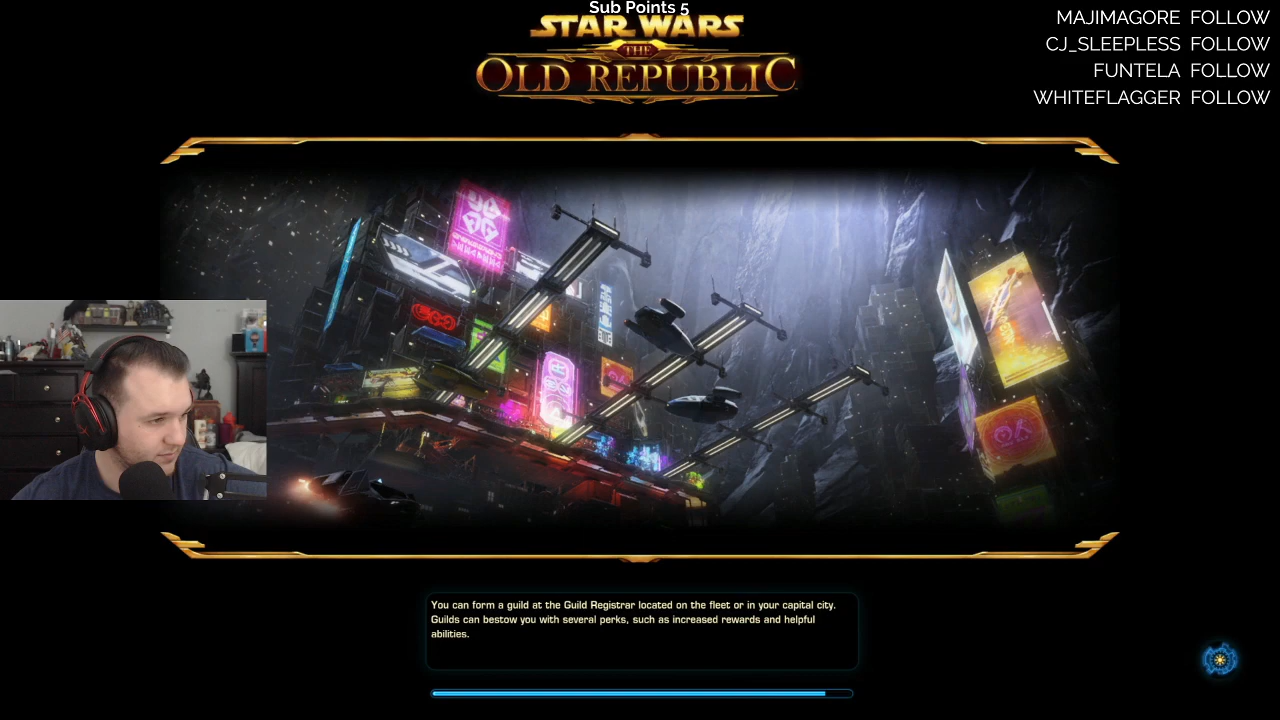 Sub Points 5
STAR WARS
THE
OLD REPUBLIC
MAJIMAGORE FOLLOW
CJ_SLEEPLESS FOLLOW
FUNTELA FOLLOW
WHITEFLAGGER FOLLOW
You can form a guild at the Guild Registrar located on the fleet or in your capital city.
Guilds can bestow you with several perks, such as increased rewards and helpful
abilities.